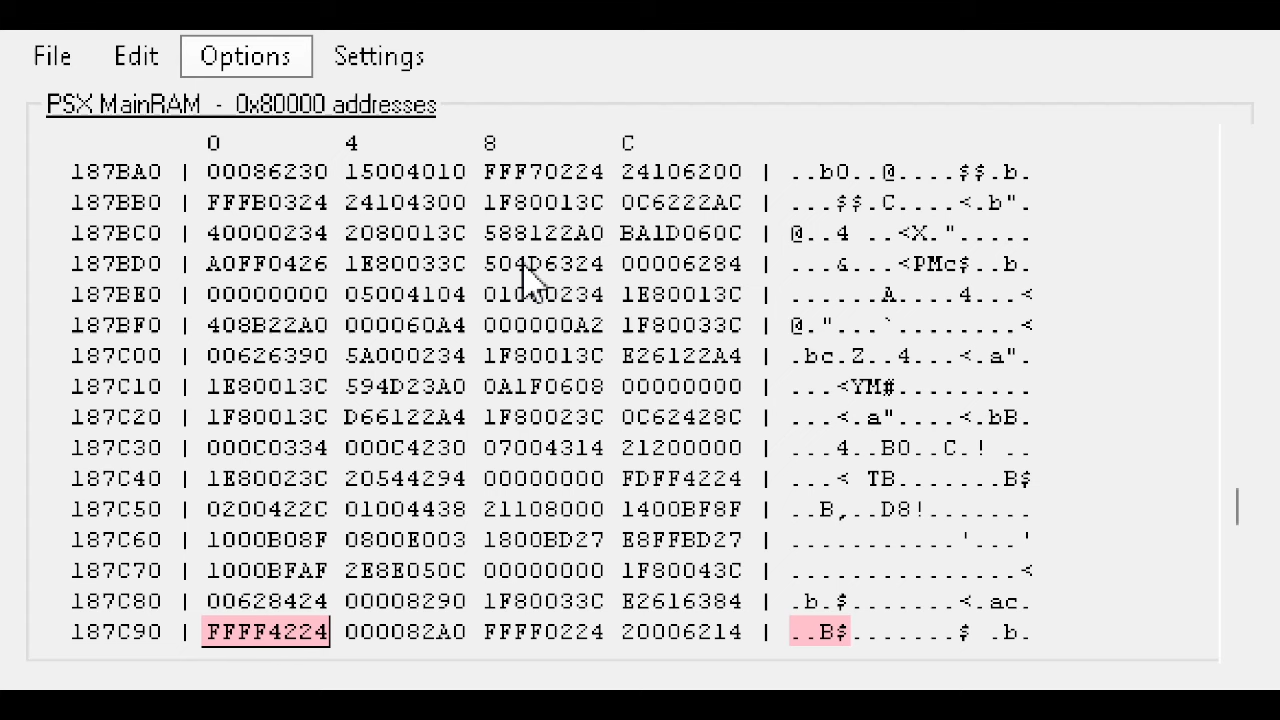 File Edit Options Settings
PSX MainRAM - 0x80000 addresses
0 4 8 C
187BA0 | 00086230 15004010 FFF70224 24106200 | ..b0..@....$$.b.
187BB0 | FFFB0324 24104300 1F80013C 0C6222AC | ...$$.C....<.b".
187BC0 | 40000234 2080013C 588122A0 BA1D060C | @..4 ..<X.".....
187BD0 | A0FF0426 1E80033C 504D6324 00006284 | ...&...<PMc$..b.
187BE0 | 00000000 05004104 01000234 1E80013C | ......A....4...<
187BF0 | 408B22A0 000060A4 000000A2 1F80033C | @."...`........<
187C00 | 00626390 5A000234 1F80013C E26122A4 | .bc.Z..4...<.a".
187C10 | 1E80013C 594D23A0 0A1F0608 00000000 | ...<YM#.........
187C20 | 1F80013C D66122A4 1F80023C 0C62428C | ...<.a"....<.bB.
187C30 | 000C0334 000C4230 07004314 21200000 | ...4..B0..C.! ..
187C40 | 1E80023C 20544294 00000000 FDFF4224 | ...< TB.......B$
187C50 | 0200422C 01004438 21108000 1400BF8F | ..B,..D8!.......
187C60 | 1000B08F 0800E003 1800BD27 E8FFBD27 | ...........'...'
187C70 | 1000BFAF 2E8E050C 00000000 1F80043C | ...............<
187C80 | 00628424 00008290 1F80033C E2616384 | .b.$.......<.ac.
187C90 | FFFF4224 000082A0 FFFF0224 20006214 | ..B$.......$ .b.